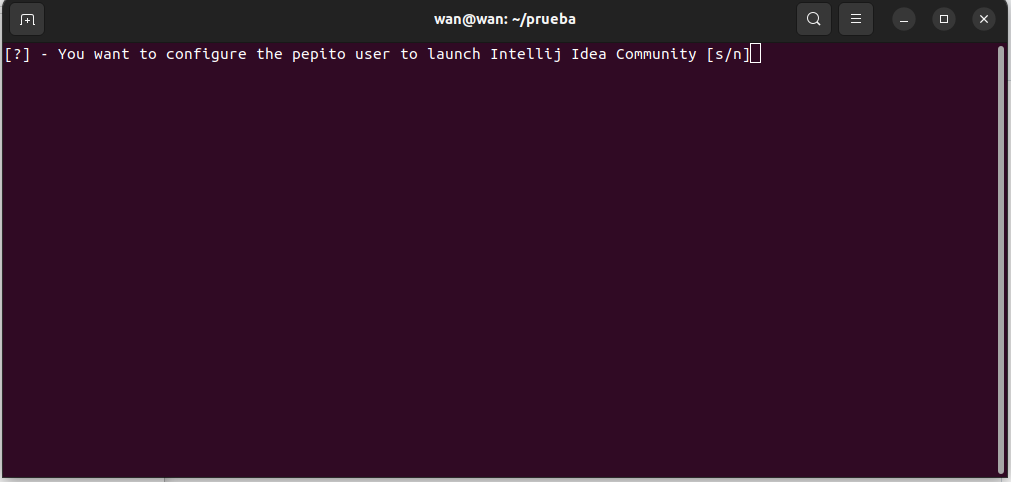 wan@wan: ~/prueba
[?] - You want to configure the pepito user to launch Intellij Idea Community [s/n]